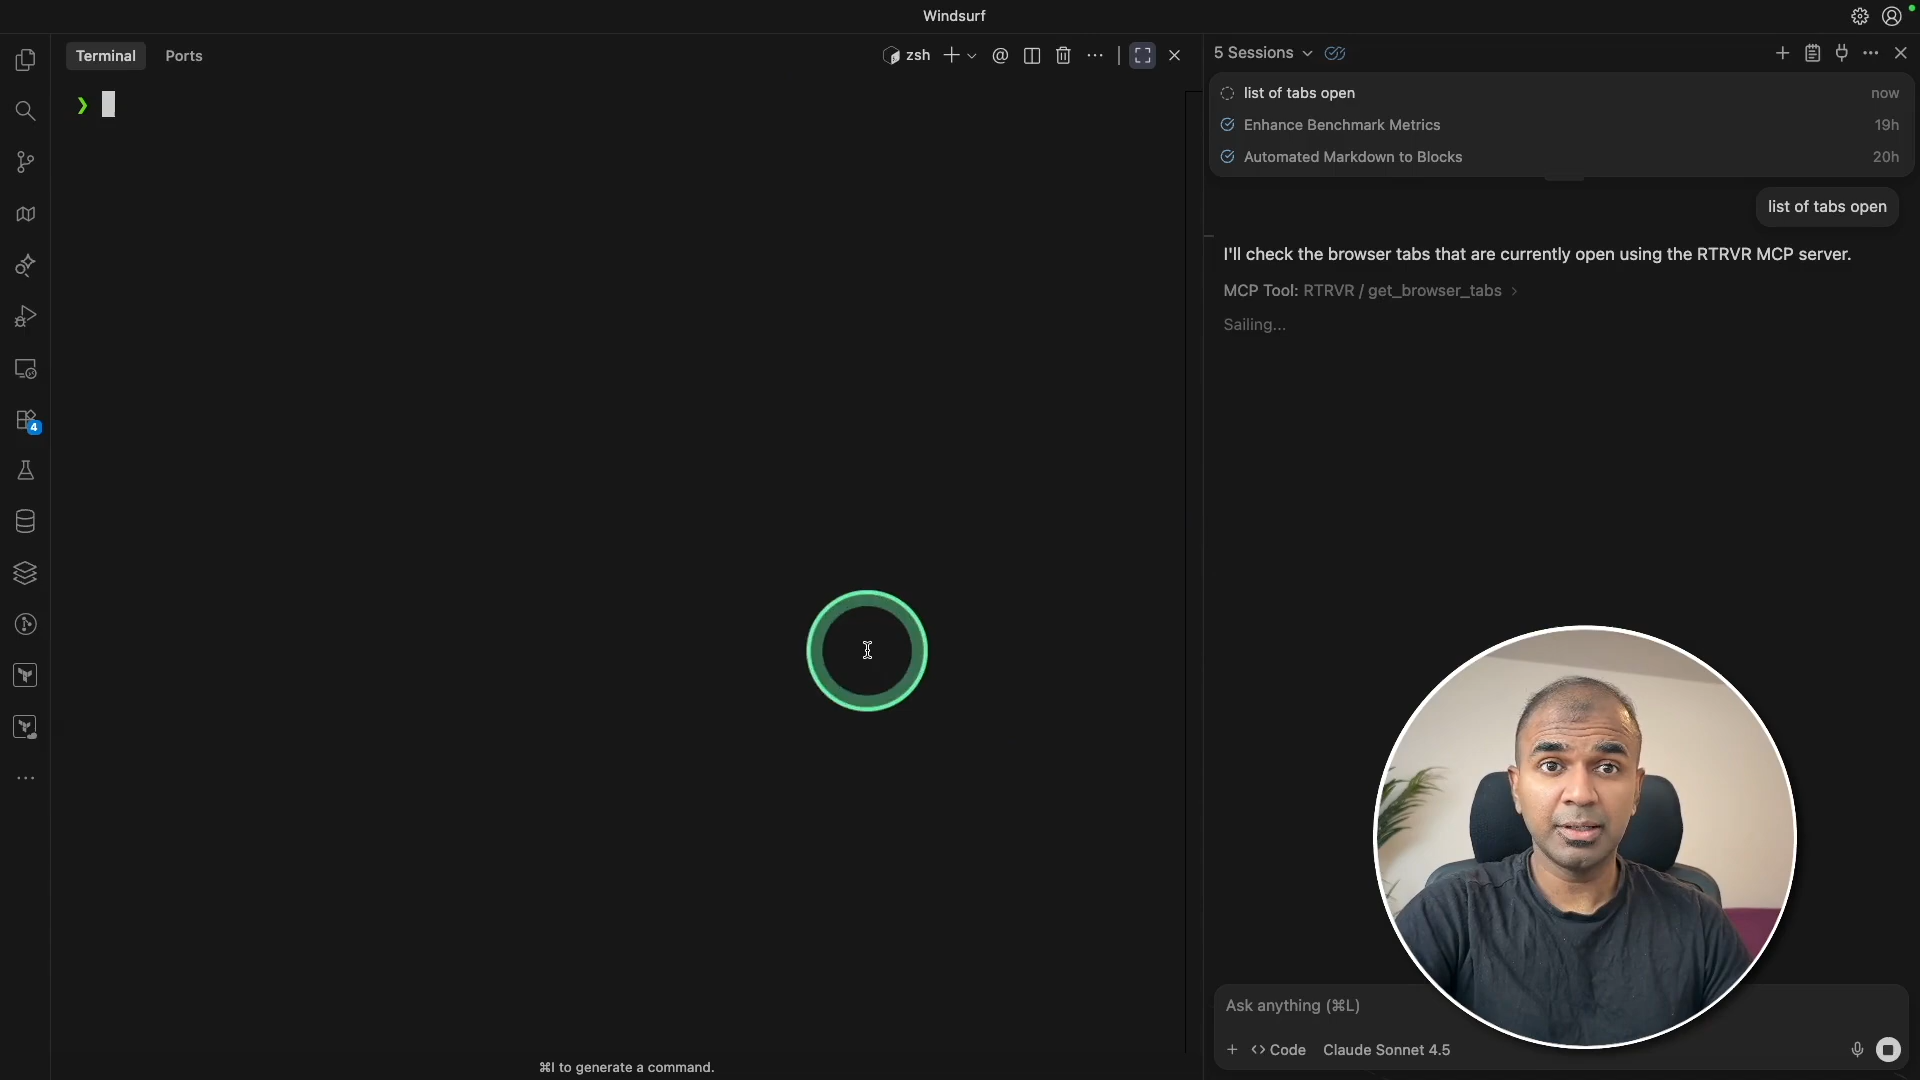 Windsurf
Terminal
Ports
zsh
5 Sessions
list of tabs open
now
Enhance Benchmark Metrics
19h
Automated Markdown to Blocks
20h
list of tabs open
I'll check the browser tabs that are currently open using the RTRVR MCP server.
MCP Tool: RTRVR / get_browser_tabs
Sailing...
4
Ask anything (⌘L)
Code
Claude Sonnet 4.5
⌘I to generate a command.